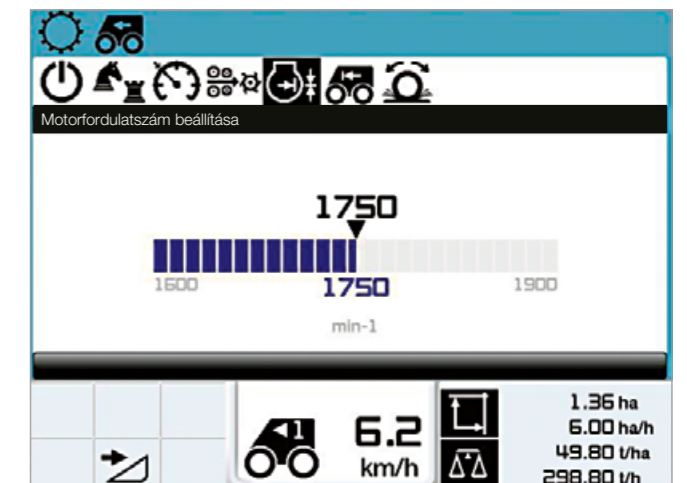 Motorfordulatszám beállítása
1750
1600 1750 1900
min-1
1
6.2
km/h
1.36 ha
6.00 ha/h
49.80 t/ha
298.80 t/h